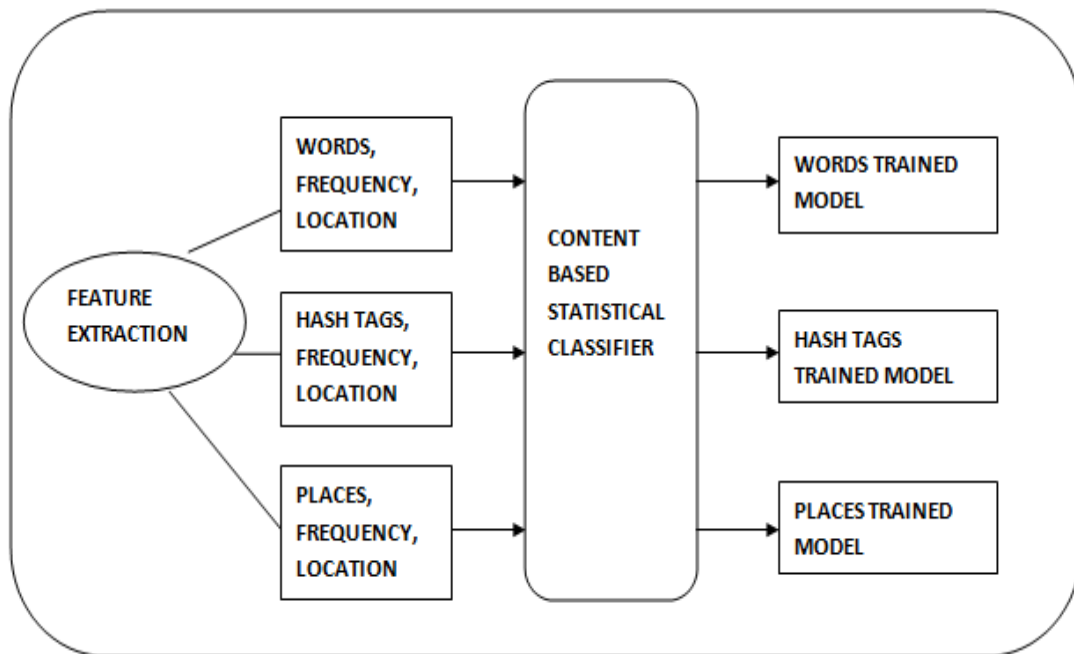 FEATURE
EXTRACTION
WORDS,
FREQUENCY,
LOCATION
HASH TAGS,
FREQUENCY,
LOCATION
PLACES,
FREQUENCY,
LOCATION
CONTENT
BASED
STATISTICAL
CLASSIFIER
WORDS TRAINED
MODEL
HASH TAGS
TRAINED MODEL
PLACES TRAINED
MODEL